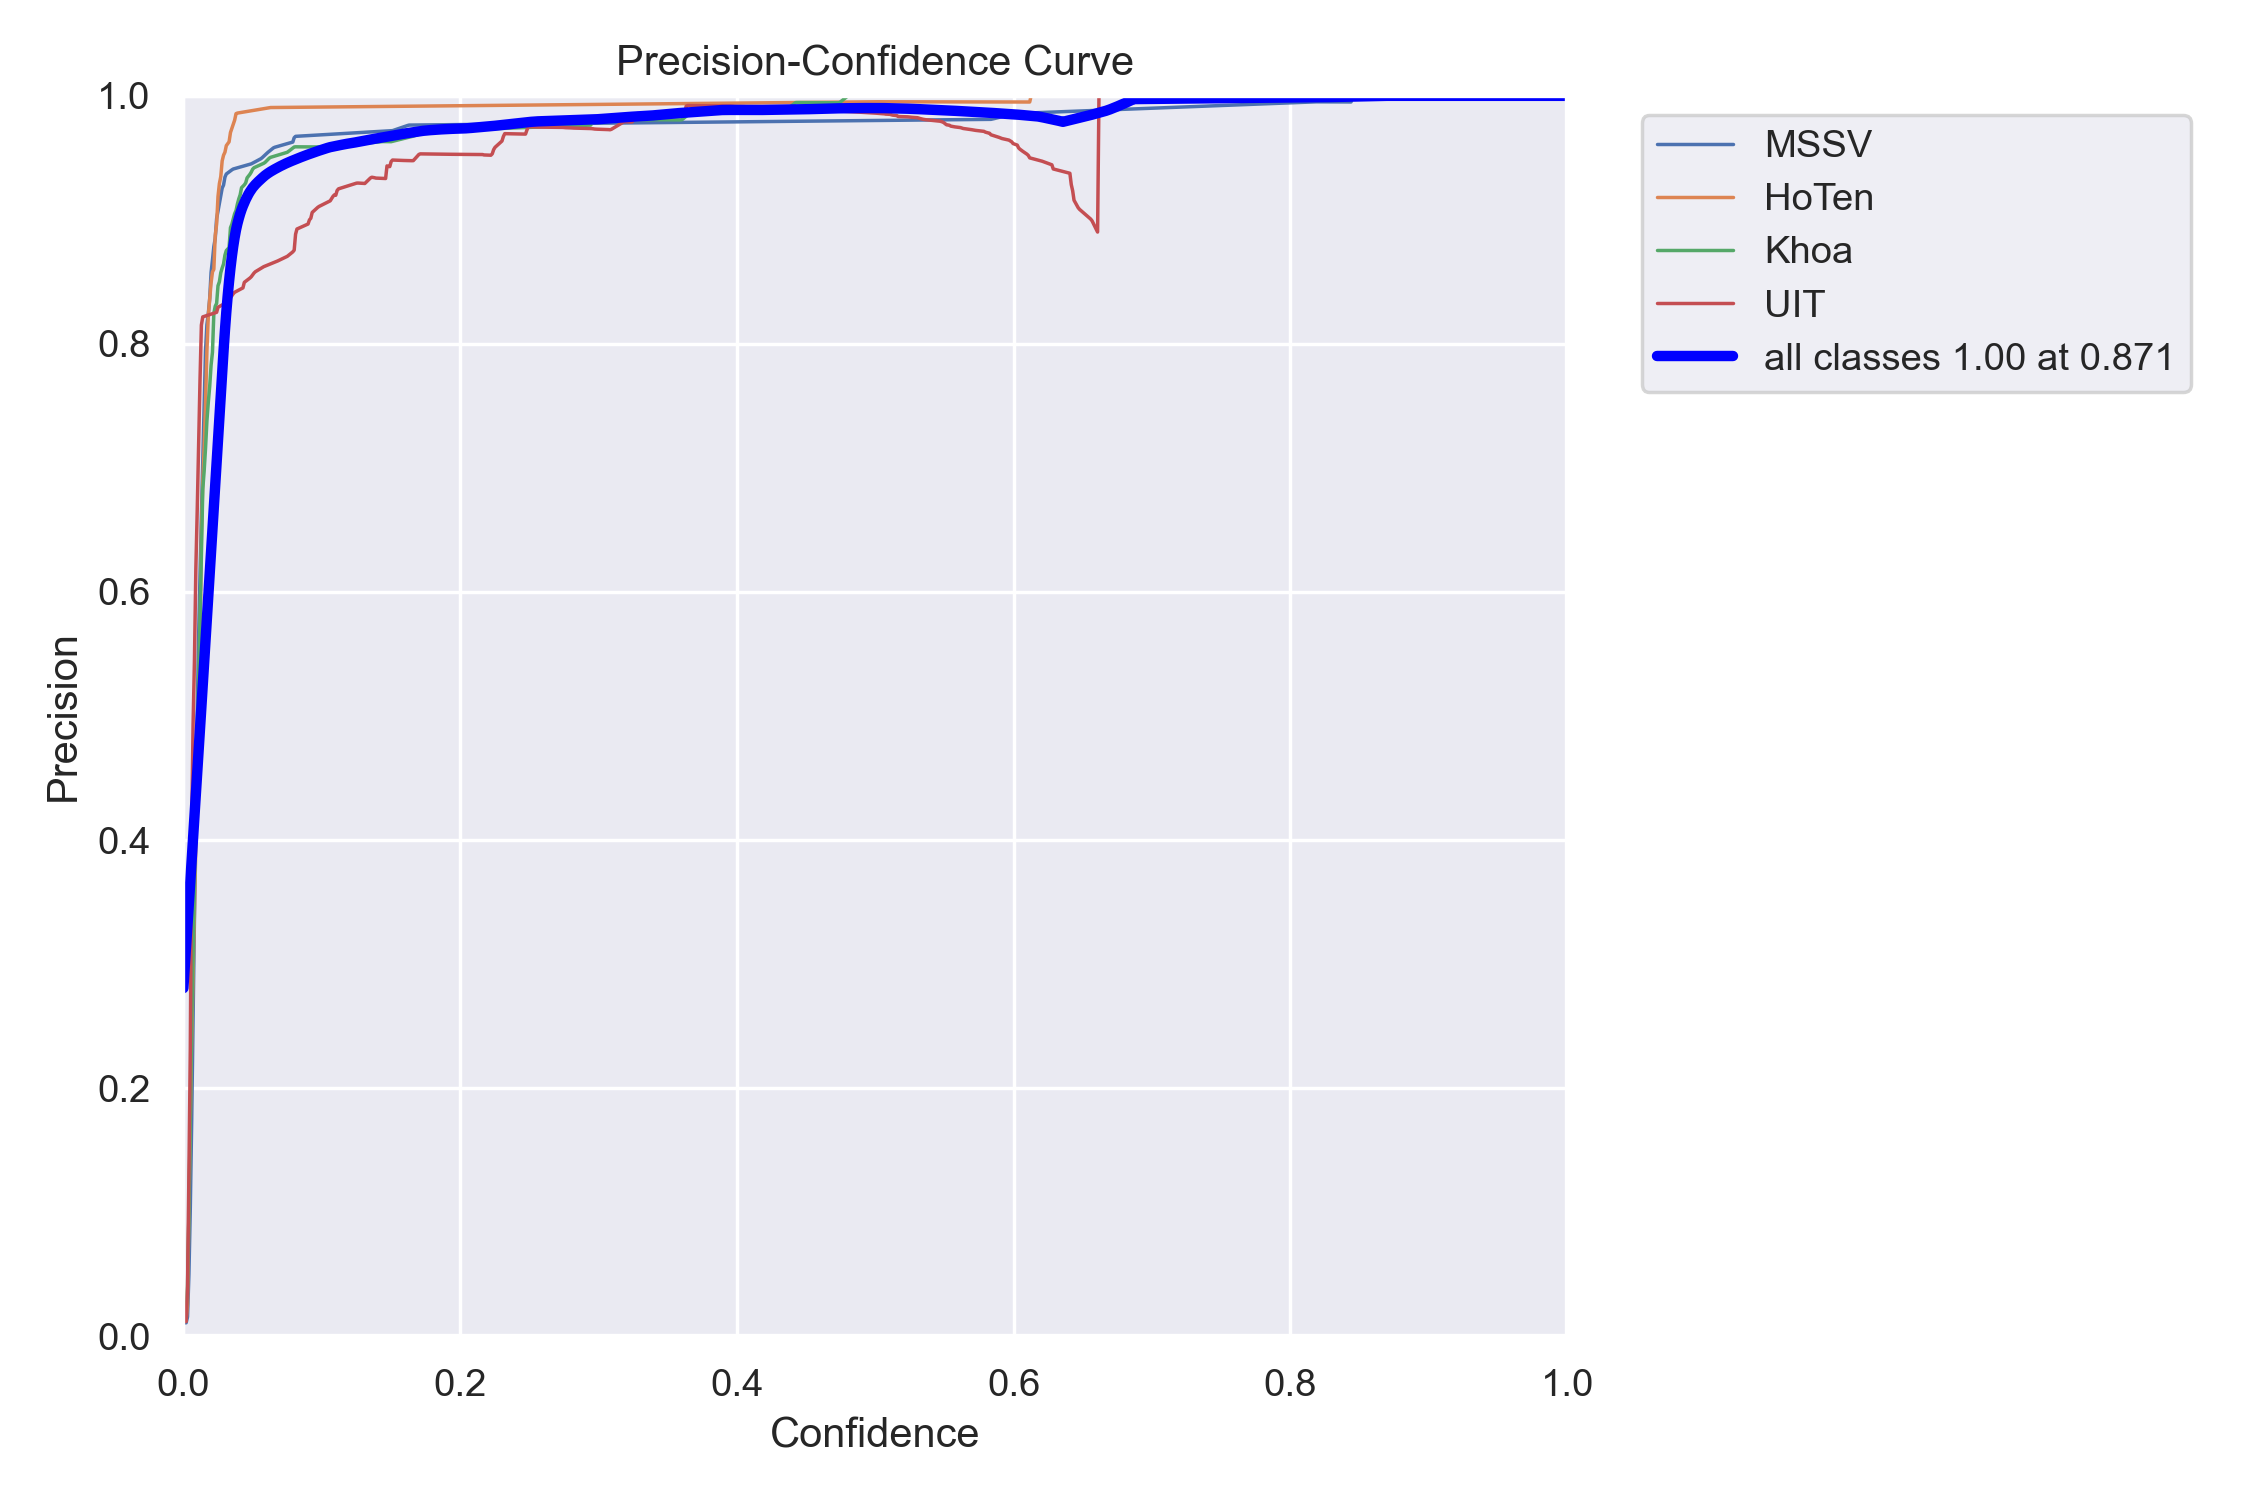 Precision-Confidence Curve
1.0
0.8
0.6
0.4
0.2
0.0
Precision
0.0 0.2 0.4 0.6 0.8 1.0
Confidence
MSSV
HoTen
Khoa
UIT
all classes 1.00 at 0.871